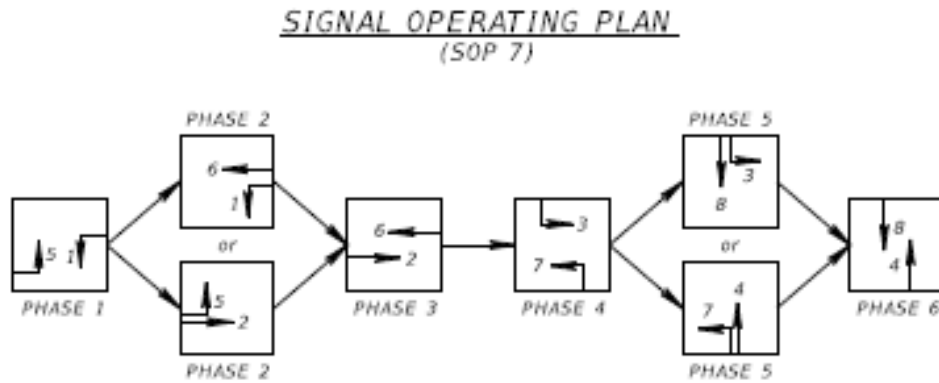 SIGNAL OPERATING PLAN
(SOP 7)
PHASE 2
PHASE 5
6
1
3
8
5 1
or
6
2
3
7
or
8
4
PHASE 1
5
2
PHASE 3
PHASE 4
4
7
PHASE 6
PHASE 2
PHASE 5